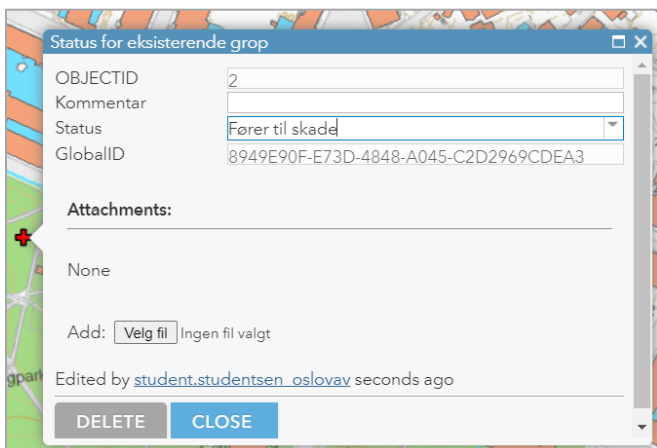 Status for eksisterende grop
OBJECTID 2
Kommentar
Status Fører til skade
GlobalID 8949E90F-E73D-4848-A045-C2D2969CDEA3
Attachments:
None
Add: Velg fil Ingen fil valgt
gpark
Edited by student.studentsen_oslovav seconds ago
DELETE CLOSE